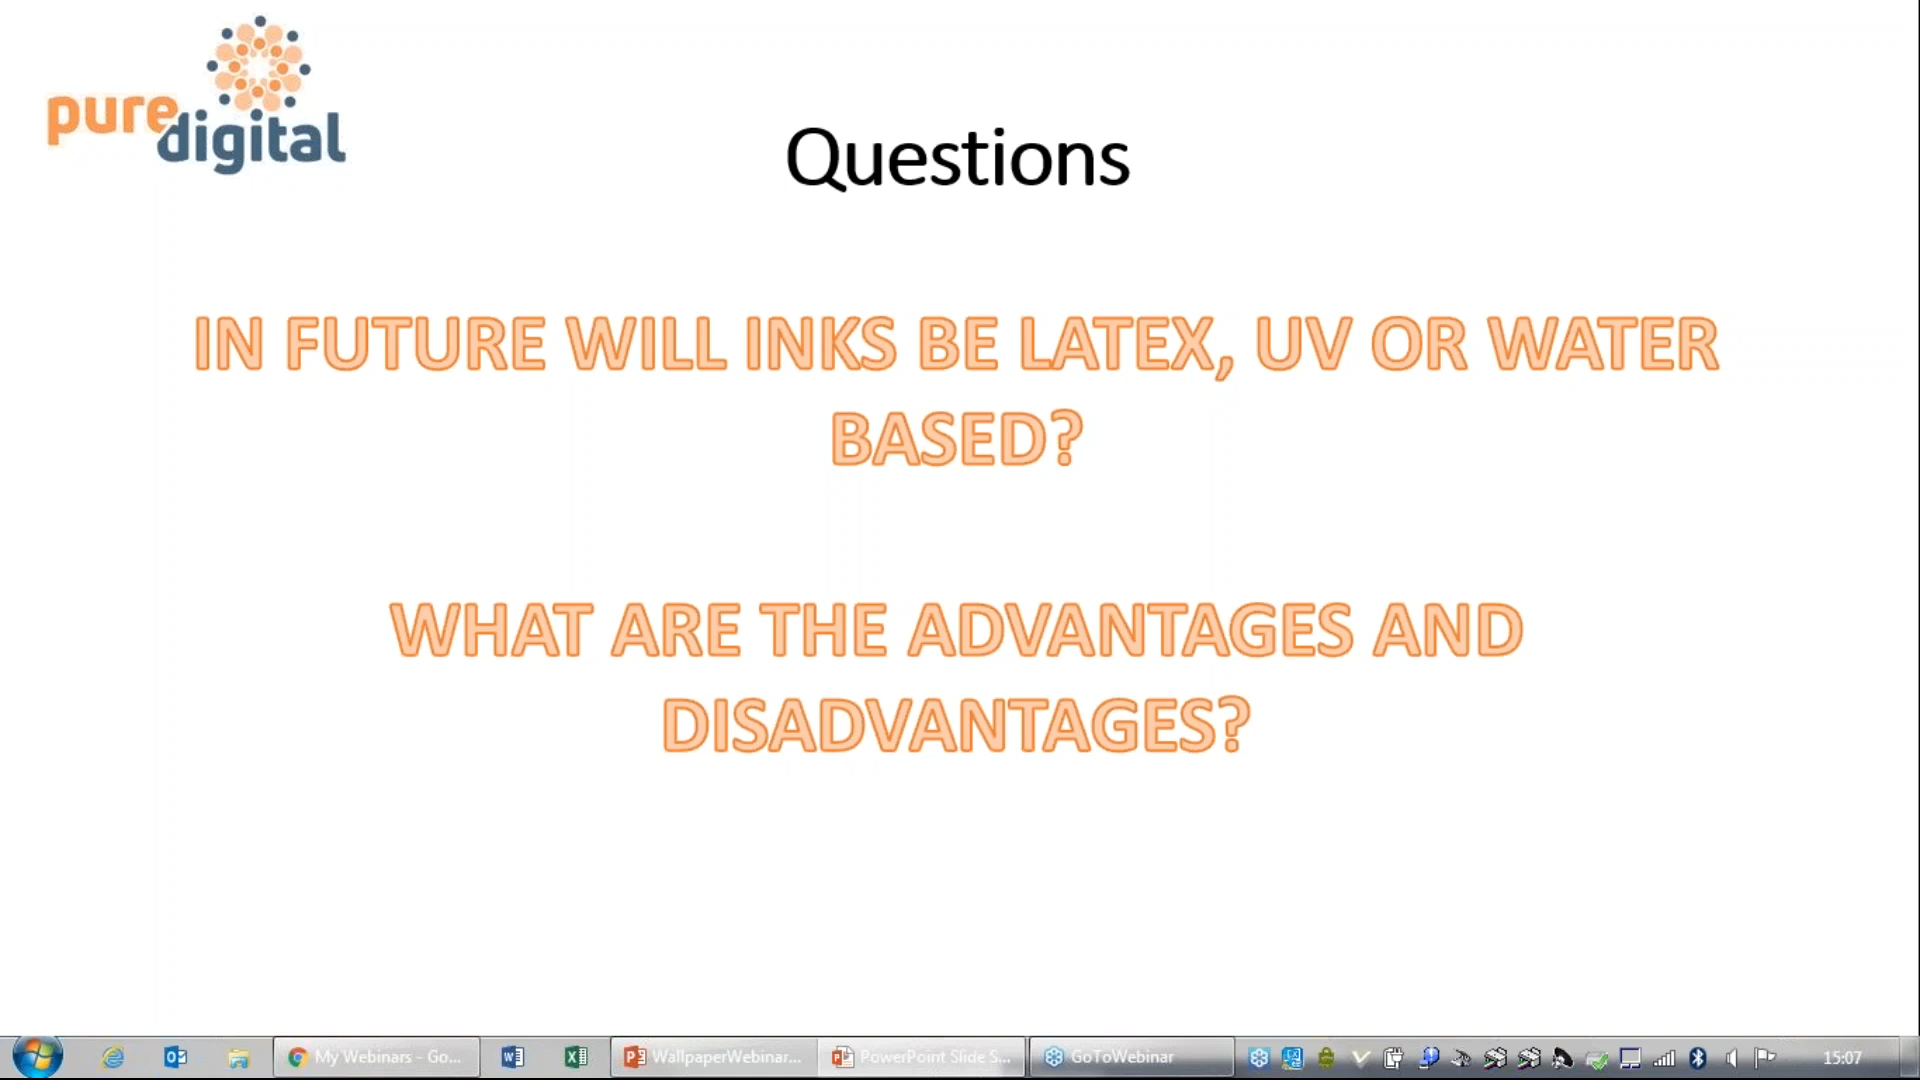 pure
digital
Questions
IN FUTURE WILL INKS BE LATEX, UV OR WATER
BASED?
WHAT ARE THE ADVANTAGES AND
DISADVANTAGES?
My Webinars - Go...
WallpaperWebinar...
PowerPoint Slide S...
GoToWebinar
15:07